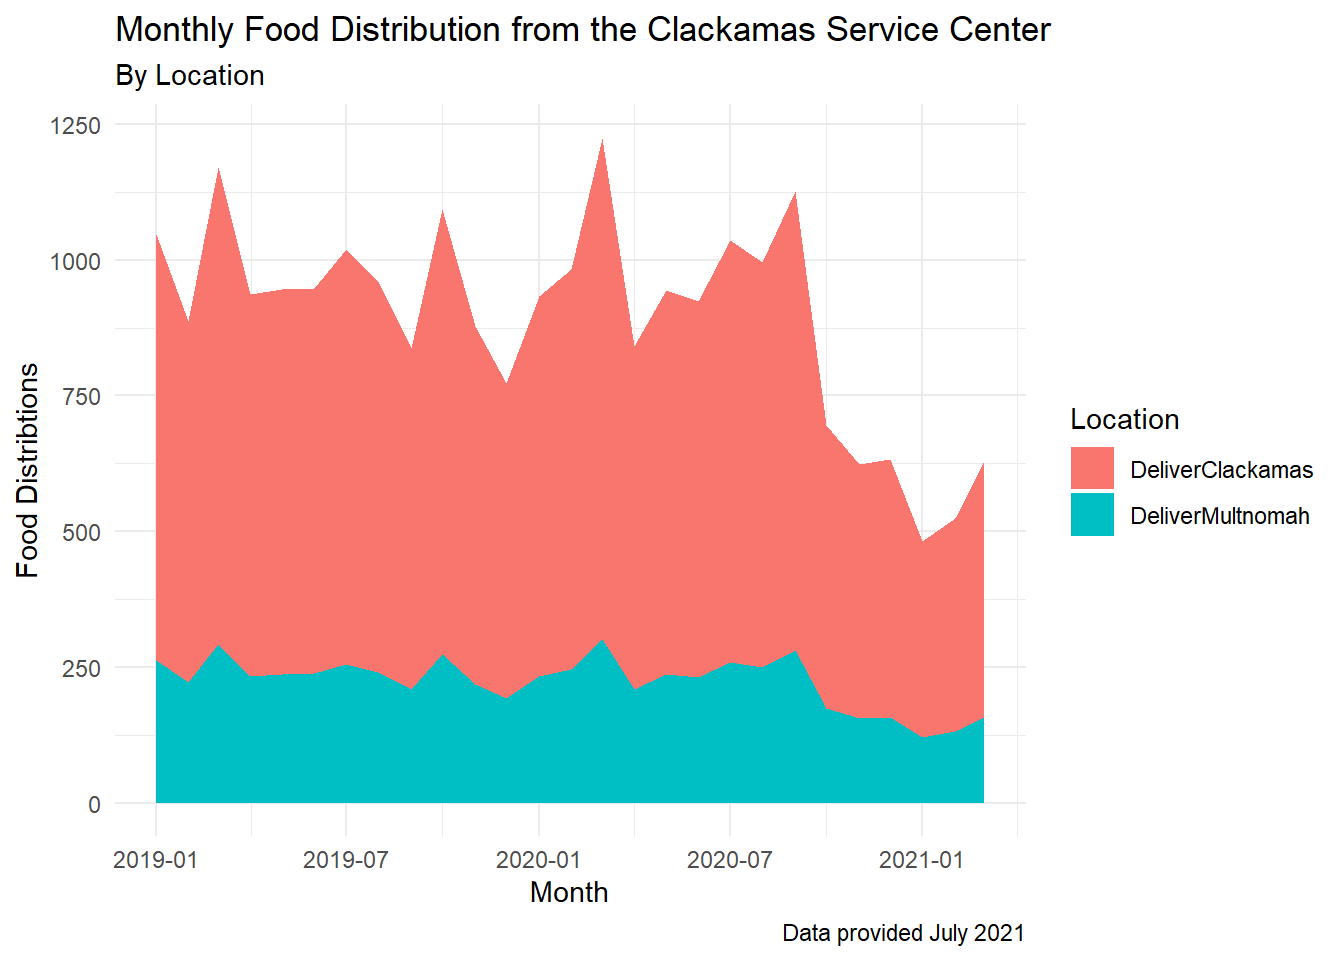 Monthly Food Distribution from the Clackamas Service Center
By Location
1250
1000
750
500
250
0
Food Distribtions
2019-01
2019-07
2020-01
2020-07
2021-01
Month
Location
DeliverClackamas
DeliverMultnomah
Data provided July 2021